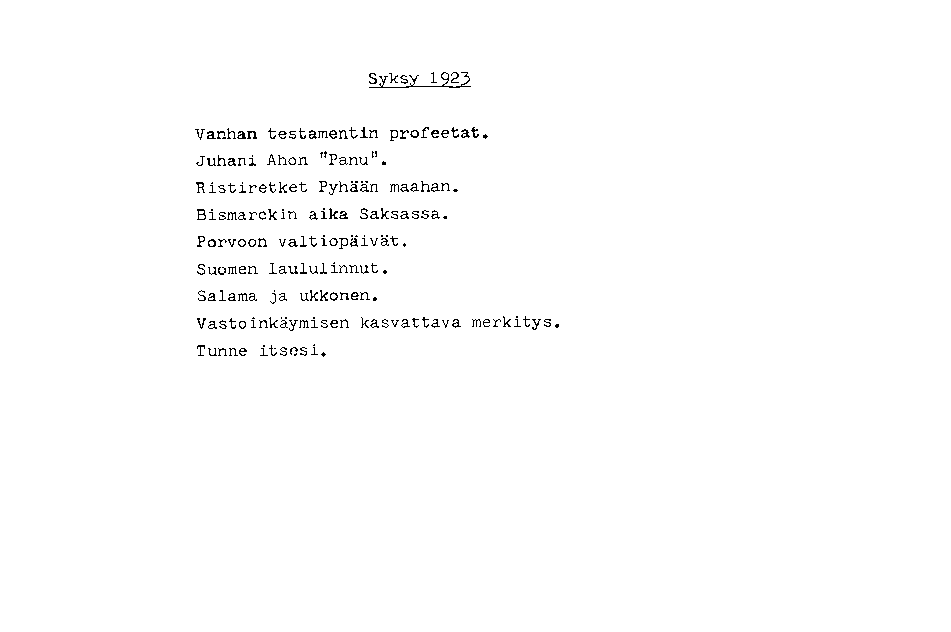 Syksy 1923
Vanhan testamentin profeetat.
Juhani Ahon "Panu".
Ristiretket Pyhään maahan.
Bismarckin aika Saksassa.
Porvoon valtiopäivät.
Suomen laululinnut.
Salama ja ukkonen.
Vastoinkäymisen kasvattava merkitys.
Tunne itsesi.